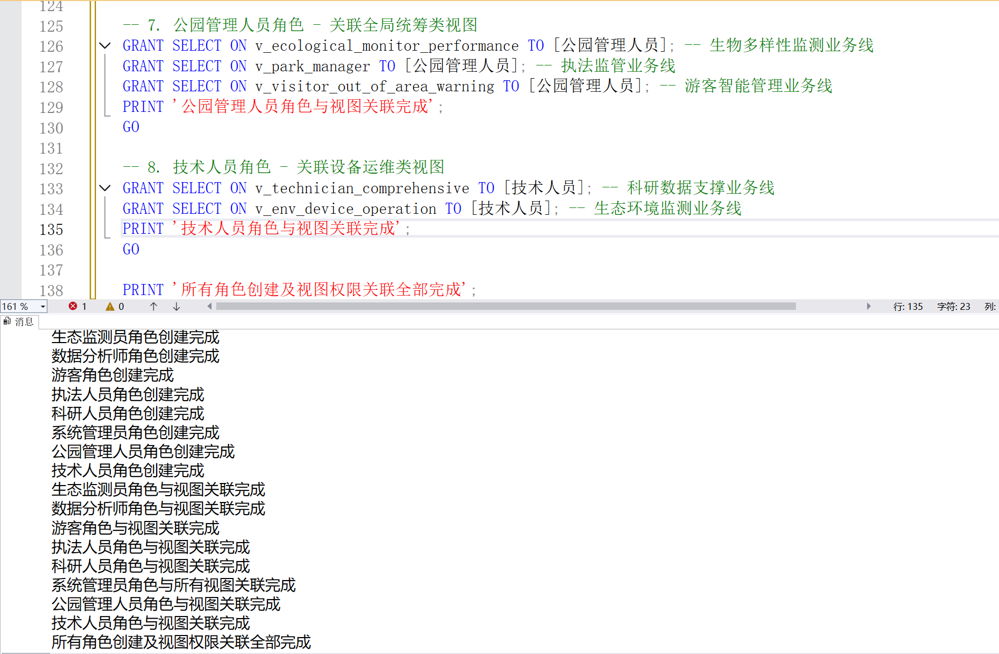 124
125 -- 7. 公园管理人员角色 - 关联全局统筹类视图
126 GRANT SELECT ON v_ecological_monitor_performance TO [公园管理人员]; -- 生物多样性监测业务线
127 GRANT SELECT ON v_park_manager TO [公园管理人员]; -- 执法监管业务线
128 GRANT SELECT ON v_visitor_out_of_area_warning TO [公园管理人员]; -- 游客智能管理业务线
129 PRINT '公园管理人员角色与视图关联完成';
130 GO
131
132 -- 8. 技术人员角色 - 关联设备运维类视图
133 GRANT SELECT ON v_technician_comprehensive TO [技术人员]; -- 科研数据支撑业务线
134 GRANT SELECT ON v_env_device_operation TO [技术人员]; -- 生态环境监测业务线
135 PRINT '技术人员角色与视图关联完成';
136 GO
137
138 PRINT '所有角色创建及视图权限关联全部完成';
161 % 1 0 行: 135 字符: 23 列:
消息
生态监测员角色创建完成
数据分析师角色创建完成
游客角色创建完成
执法人员角色创建完成
科研人员角色创建完成
系统管理员角色创建完成
公园管理人员角色创建完成
技术人员角色创建完成
生态监测员角色与视图关联完成
数据分析师角色与视图关联完成
游客角色与视图关联完成
执法人员角色与视图关联完成
科研人员角色与视图关联完成
系统管理员角色与所有视图关联完成
公园管理人员角色与视图关联完成
技术人员角色与视图关联完成
所有角色创建及视图权限关联全部完成